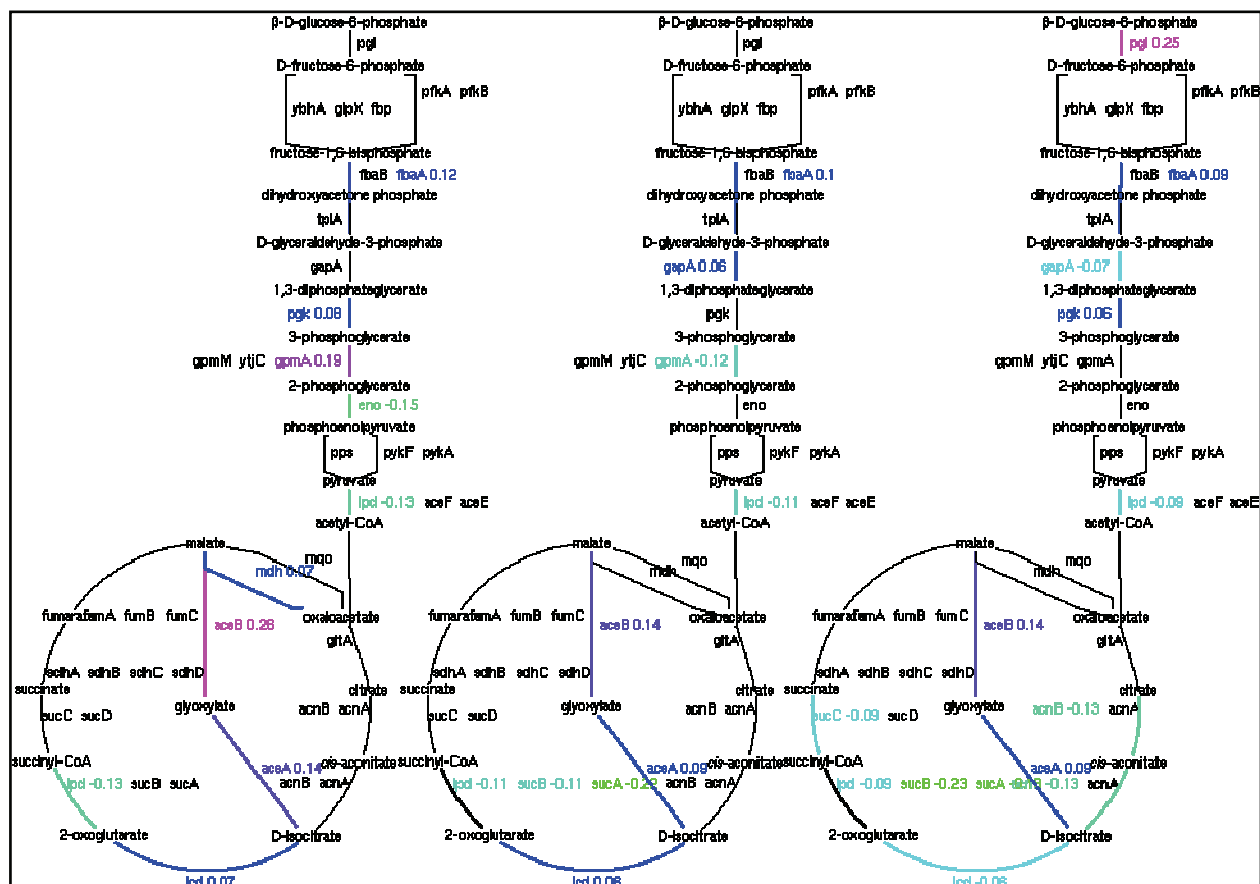 β-D-glucose-6-phosphate β-D-glucose-6-phosphate β-D-glucose-6-phosphate
pgi pgi pgi 0.25
D-fructose-6-phosphate D-fructose-6-phosphate D-fructose-6-phosphate
pfkA pfkB pfkA pfkB pfkA pfkB
ybhA glpX fbp ybhA glpX fbp ybhA glpX fbp
fructose-1,6-bisphosphate fructose-1,6-bisphosphate fructose-1,6-bisphosphate
fbaB fbaA 0.12 fbaB fbaA 0.1 fbaB fbaA 0.09
dihydroxyacetone phosphate dihydroxyacetone phosphate dihydroxyacetone phosphate
tpiA tpiA tpiA
D-glyceraldehyde-3-phosphate D-glyceraldehyde-3-phosphate D-glyceraldehyde-3-phosphate
gapA gapA 0.06 gapA -0.07
1,3-diphosphateglycerate 1,3-diphosphateglycerate 1,3-diphosphateglycerate
pgk 0.08 pgk pgk 0.06
3-phosphoglycerate 3-phosphoglycerate 3-phosphoglycerate
gpmM ytjC gpmA 0.19 gpmM ytjC gpmA -0.12 gpmM ytjC gpmA
2-phosphoglycerate 2-phosphoglycerate 2-phosphoglycerate
eno -0.15 eno eno
phosphoenolpyruvate phosphoenolpyruvate phosphoenolpyruvate
pps pykF pykA pps pykF pykA pps pykF pykA
pyruvate pyruvate pyruvate
lpd -0.13 aceF aceE lpd -0.11 aceF aceE lpd -0.09 aceF aceE
acetyl-CoA acetyl-CoA acetyl-CoA
malate malate malate
mqo mqo mqo
mdh 0.07 mdh mdh
fumB fumC oxaloacetate fumB fumC oxaloacetate fumB fumC oxaloacetate
aceB 0.26 aceB 0.14 aceB 0.14
gltA gltA gltA
sdhA sdhB sdhC sdhD sdhA sdhB sdhC sdhD sdhA sdhB sdhC sdhD
succinate citrate succinate citrate succinate citrate
glyoxylate acnB acnA glyoxylate acnB acnA glyoxylate acnB -0.13 acnA
sucC sucD sucC sucD sucC -0.09 sucD
succinyl-CoA cis-aconitate succinyl-CoA cis-aconitate succinyl-CoA cis-aconitate
aceA 0.14 aceA 0.09 aceA 0.09
lpd -0.13 sucB sucA acnB acnA lpd -0.11 sucB -0.11 sucA acnB acnA lpd -0.09 sucB -0.23 sucA -0.13 acnA
2-oxoglutarate D-isocitrate 2-oxoglutarate D-isocitrate 2-oxoglutarate D-isocitrate
icd 0.07 icd 0.06 icd -0.06